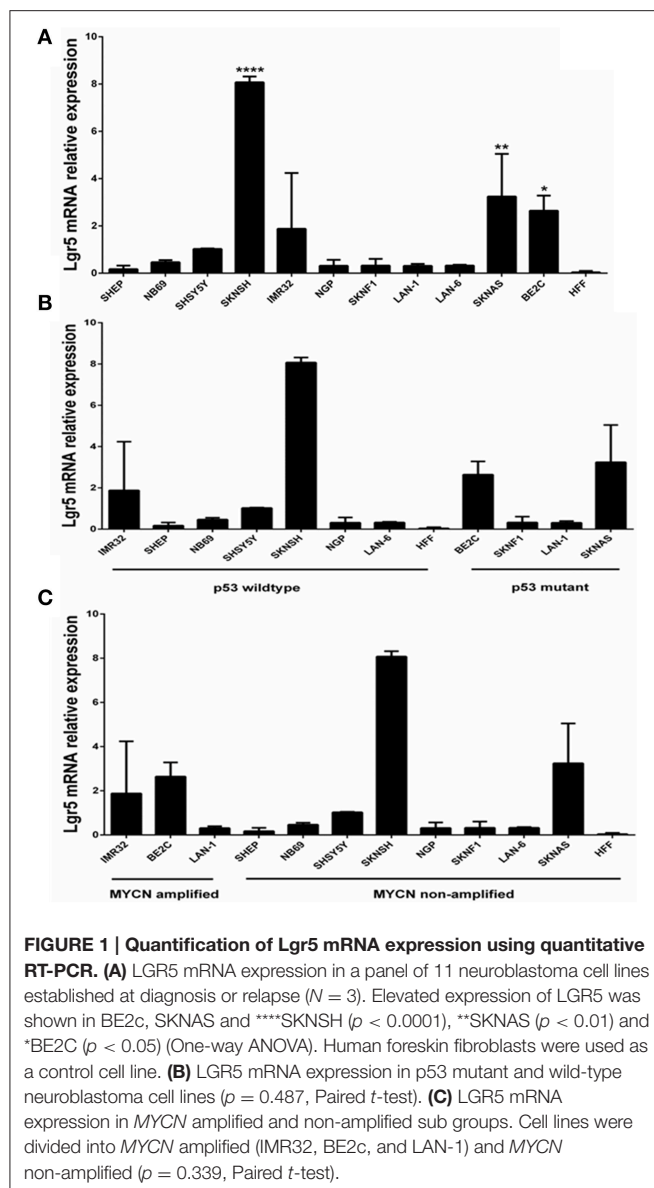 A
Lgr5 mRNA relative expression
10
8
6
4
2
0
****
**
*
SHEP
NB69
SHSY5Y
SKNSH
IMR32
NGP
SKNF1
LAN-1
LAN-6
SKNAS
BE2C
HFF
B
Lgr5 mRNA relative expression
10
8
6
4
2
0
IMR32
SHEP
NB69
SHSY5Y
SKNSH
NGP
LAN-6
HFF
BE2C
SKNF1
LAN-1
SKNAS
p53 wildtype
p53 mutant
C
Lgr5 mRNA relative expression
10
8
6
4
2
0
IMR32
BE2C
LAN-1
SHEP
NB69
SHSY5Y
SKNSH
NGP
SKNF1
LAN-6
SKNAS
HFF
MYCN amplified
MYCN non-amplified
FIGURE 1 | Quantification of Lgr5 mRNA expression using quantitative
RT-PCR. (A) LGR5 mRNA expression in a panel of 11 neuroblastoma cell lines
established at diagnosis or relapse (N = 3). Elevated expression of LGR5 was
shown in BE2c, SKNAS and ****SKNSH (p < 0.0001), **SKNAS (p < 0.01) and
*BE2C (p < 0.05) (One-way ANOVA). Human foreskin fibroblasts were used as
a control cell line. (B) LGR5 mRNA expression in p53 mutant and wild-type
neuroblastoma cell lines (p = 0.487, Paired t-test). (C) LGR5 mRNA
expression in MYCN amplified and non-amplified sub groups. Cell lines were
divided into MYCN amplified (IMR32, BE2c, and LAN-1) and MYCN
non-amplified (p = 0.339, Paired t-test).